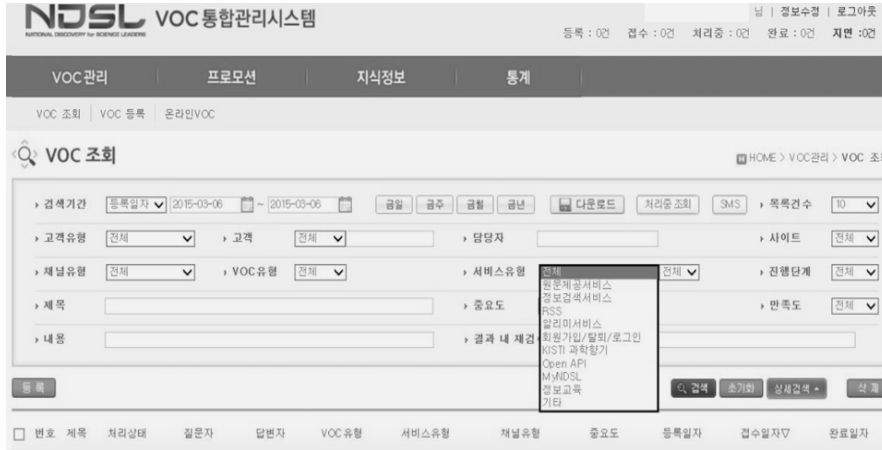 NDSL VOC 통합관리시스템
NATIONAL DISCOVERY for SCIENCE LEADERS
님 | 정보수정 | 로그아웃
등록 : 0건 접수 : 0건 처리중 : 0건 완료 : 0건 지연 :0건
VOC관리 프로모션 지식정보 통계
VOC 조회 VOC 등록 온라인VOC
VOC 조회
HOME > VOC관리 > VOC 조
검색기간 등록일자 2015-03-06 ~ 2015-03-06 금일 금주 금월 금년 다운로드 처리중 조회 SMS 목록건수 10
고객유형 전체 고객 전체 담당자 사이트 전체
채널유형 전체 VOC유형 전체 서비스유형 전체 전체 진행단계 전체
원문제공서비스
정보검색서비스
제목 중요도 RSS 만족도 전체
알리미서비스
내용 결과 내 재검 회원가입/탈퇴/로그인
KISTI 과학향기
Open API
MyNDSL
정보교육
기타
등록 검색 초기화 상세검색 삭제
번호 제목 처리상태 질문자 답변자 VOC유형 서비스유형 채널유형 중요도 등록일자 접수일자▽ 완료일자